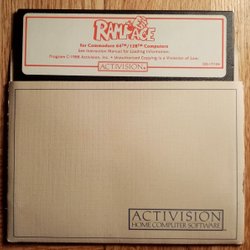 RAMPAGE
for Commodore 64™/128™ Computers
See Instruction Manual for Loading Information.
Program © 1988 Activision, Inc. • Unauthorized Copying is a Violation of Law.
ACTIVISION
ACTIVISION
HOME COMPUTER SOFTWARE